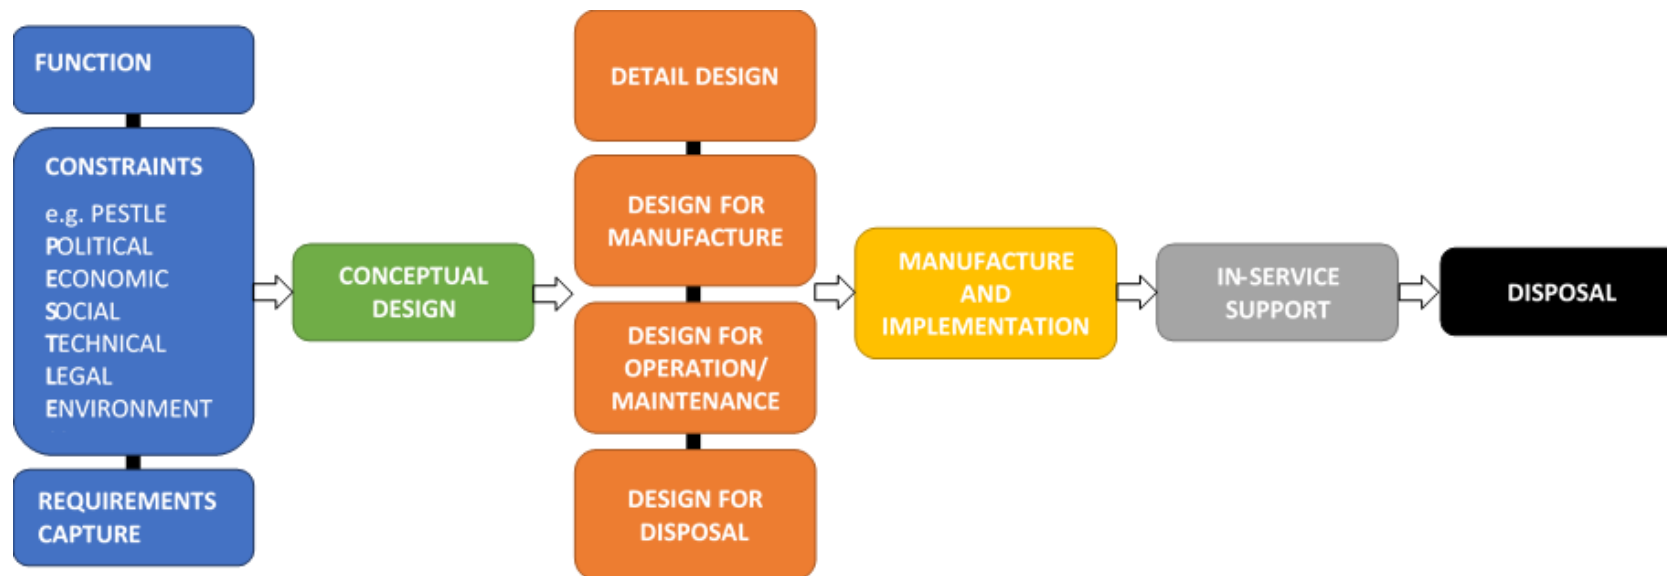 FUNCTION
CONSTRAINTS
e.g. PESTLE
POLITICAL
ECONOMIC
SOCIAL
TECHNICAL
LEGAL
ENVIRONMENT
REQUIREMENTS
CAPTURE
CONCEPTUAL
DESIGN
DETAIL DESIGN
DESIGN FOR
MANUFACTURE
DESIGN FOR
OPERATION/
MAINTENANCE
DESIGN FOR
DISPOSAL
MANUFACTURE
AND
IMPLEMENTATION
IN-SERVICE
SUPPORT
DISPOSAL